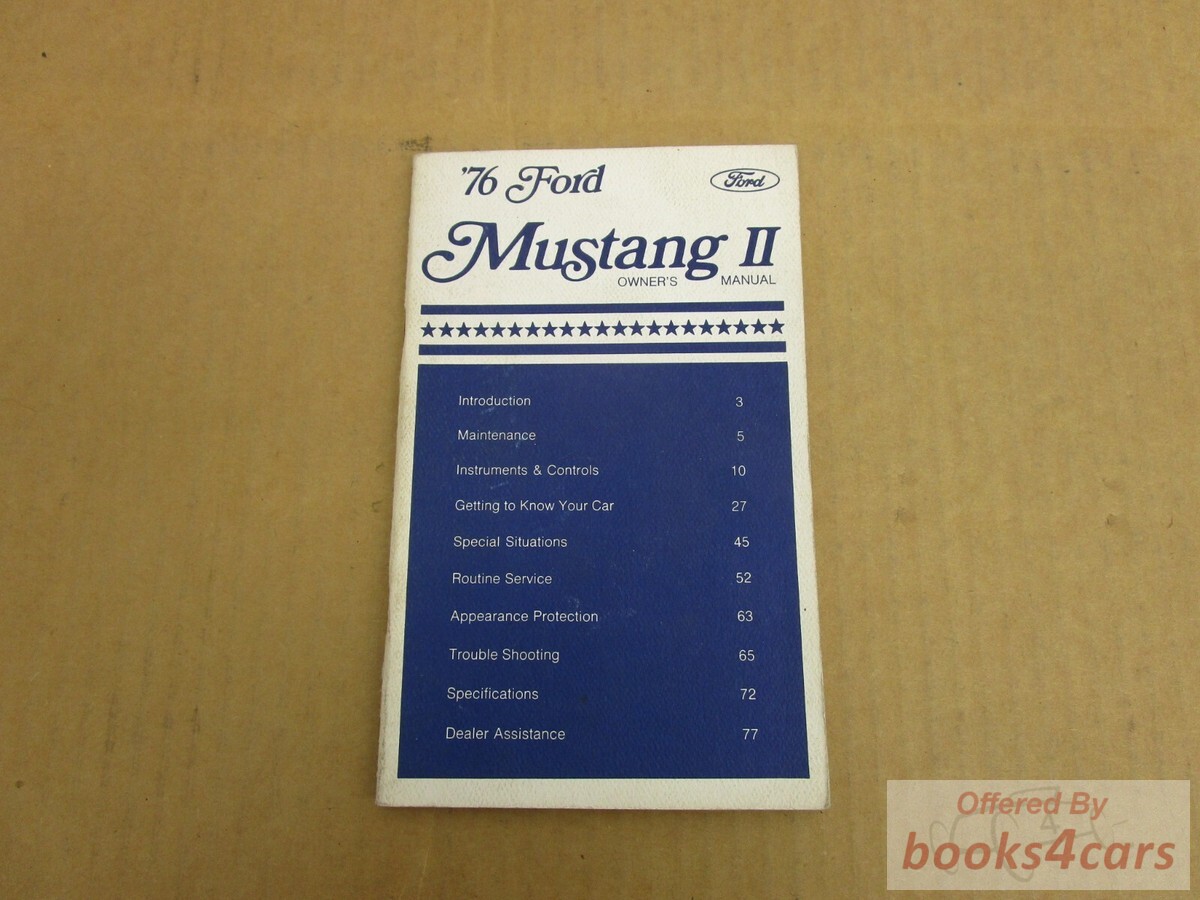 '76 Ford
Ford
Mustang II
OWNER'S MANUAL
Introduction 3
Maintenance 5
Instruments & Controls 10
Getting to Know Your Car 27
Special Situations 45
Routine Service 52
Appearance Protection 63
Trouble Shooting 65
Specifications 72
Dealer Assistance 77
Offered By
books4cars